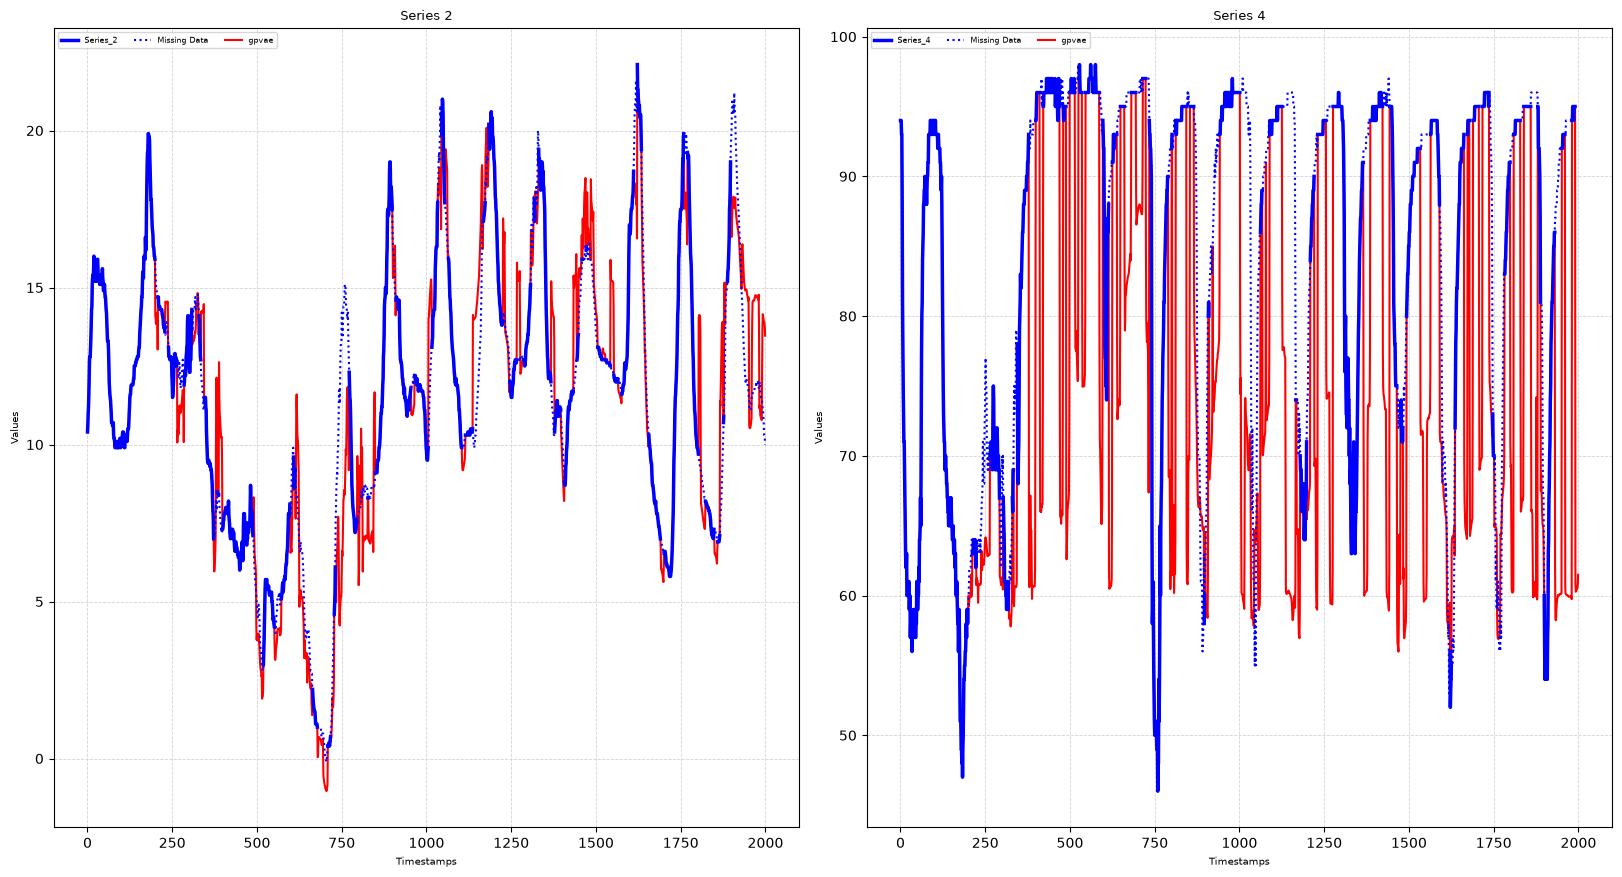 Series 2
Series_2 Missing Data gpvae
Values
20
15
10
5
0
0 250 500 750 1000 1250 1500 1750 2000
Timestamps
Series 4
Series_4 Missing Data gpvae
Values
100
90
80
70
60
50
0 250 500 750 1000 1250 1500 1750 2000
Timestamps